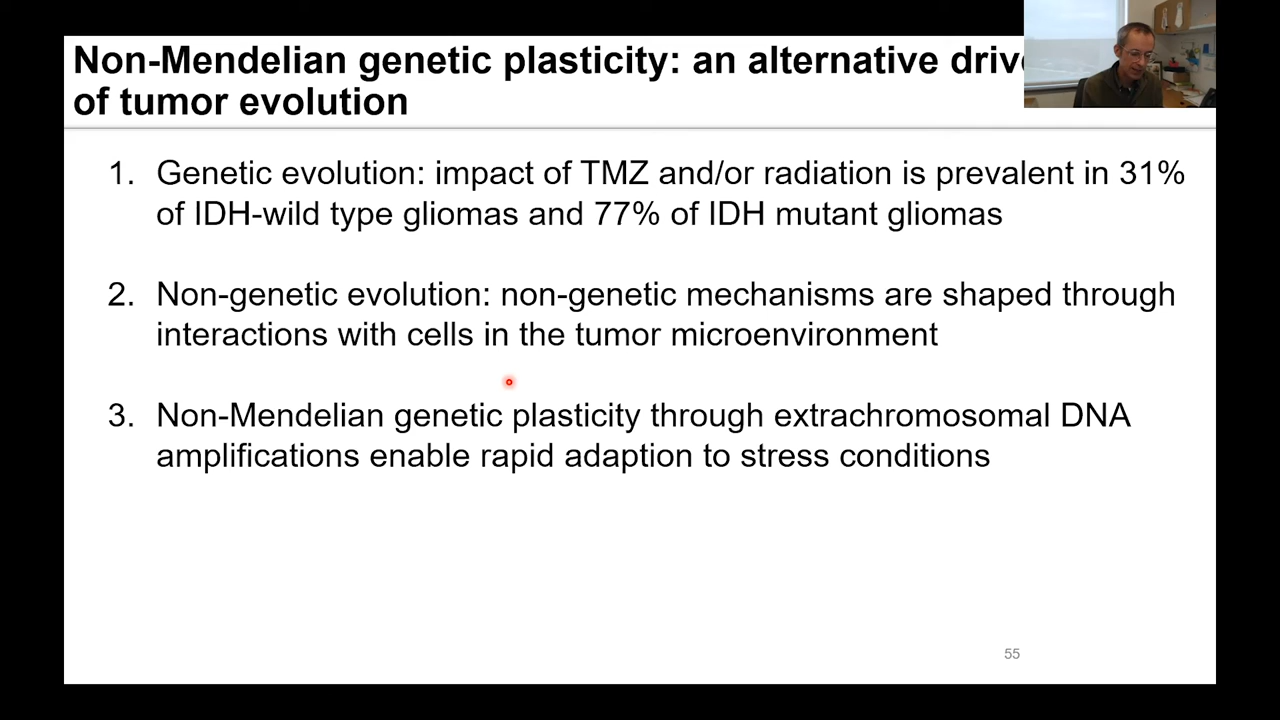 Non-Mendelian genetic plasticity: an alternative
of tumor evolution
1. Genetic evolution: impact of TMZ and/or radiation is prevalent in 31%
of IDH-wild type gliomas and 77% of IDH mutant gliomas
2. Non-genetic evolution: non-genetic mechanisms are shaped through
interactions with cells in the tumor microenvironment
3. Non-Mendelian genetic plasticity through extrachromosomal DNA
amplifications enable rapid adaption to stress conditions
55